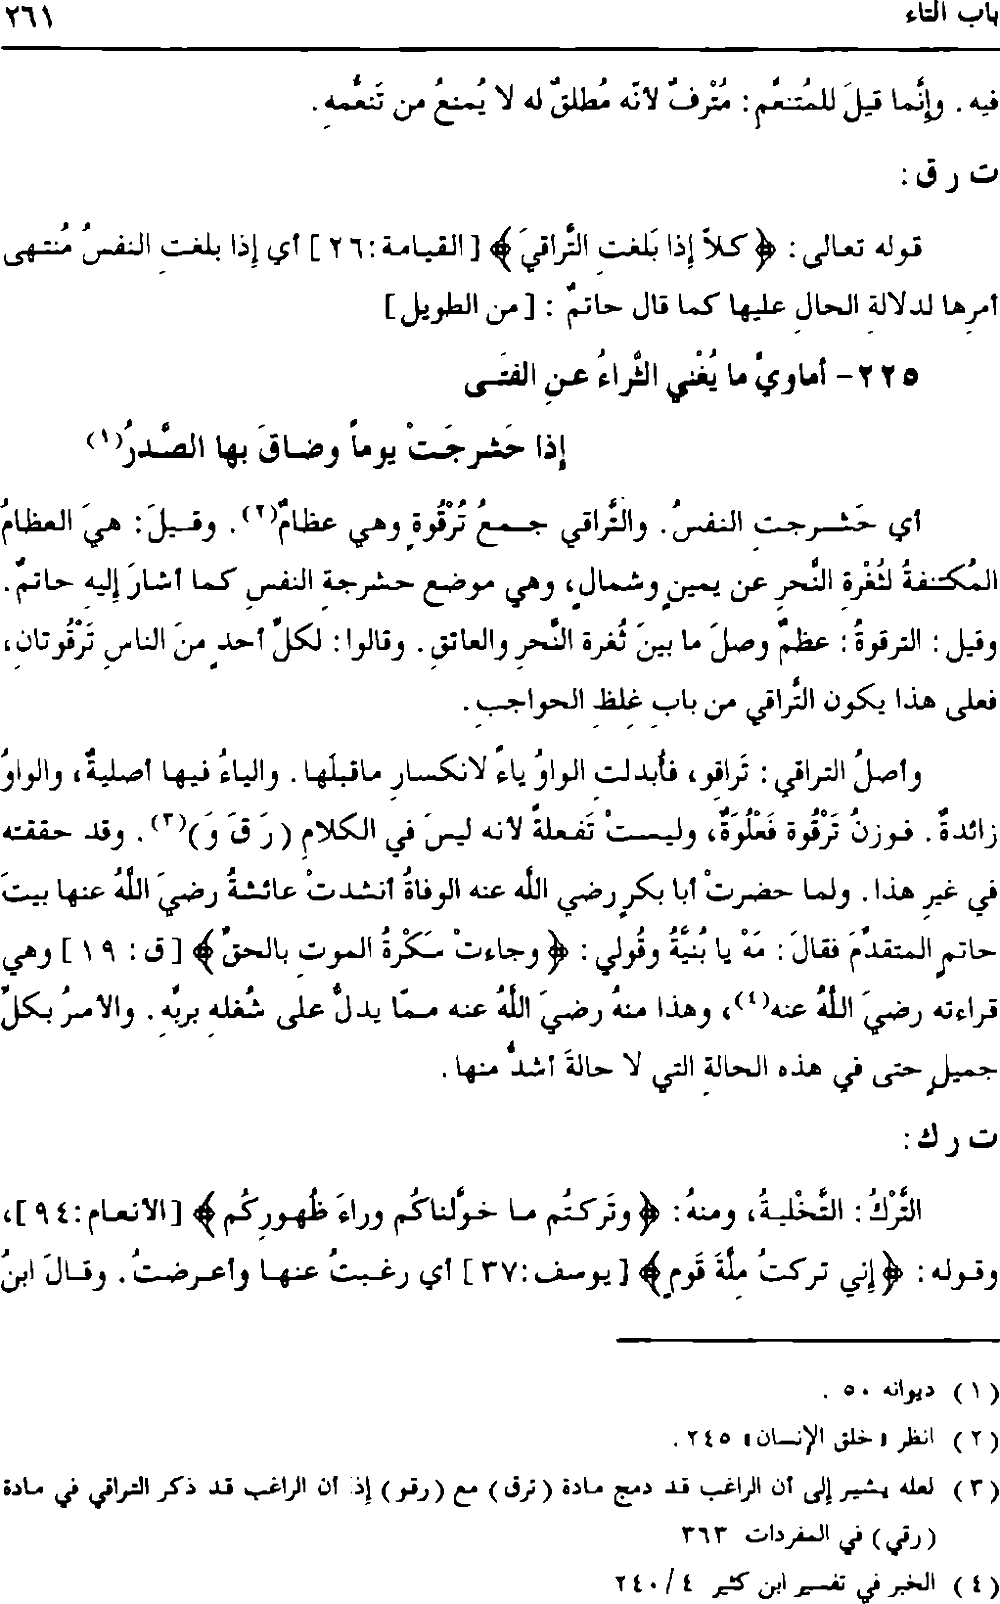 باب التاء ٢٦١
فيه. وإنَّما قيلَ للمُتنعَّمِ: مُتْرفٌ لأنَّه مُطلقٌ له لا يُمنعُ من تَنعُّمِهِ.
ت ر ق:
قوله تعالى: ﴿كلاّ إذا بَلغتِ التَّراقيَ﴾ [القيامة:٢٦] أي إذا بلغتِ النفسُ مُنتهى
أمرِها لدلالةِ الحالِ عليها كما قال حاتمٌ : [من الطويل]
٢٢٥- أماويَّ ما يُغْني الثَّراءُ عنِ الفتَى
إذا حَشرجَتْ يوماً وضاقَ بها الصَّدرُ(١)
أي حَشرجتِ النفسُ. والتَّراقي جمعُ تُرْقُوةٍ وهي عظامٌ(٢). وقيلَ: هيَ العظامُ
المُكتنفةُ لثُغْرةِ النَّحرِ عن يمينٍ وشمالٍ، وهي موضع حشرجةِ النفسِ كما أشارَ إليهِ حاتمٌ.
وقيل: الترقوةُ: عظمٌ وصلَ ما بينَ ثُغرة النَّحرِ والعاتقِ. وقالوا: لكلِّ أحدٍ منَ الناسِ تَرْقُوتانِ،
فعلى هذا يكون التَّراقي من بابِ غِلظِ الحواجبِ.
وأصلُ التراقي: تَراقِو، فأُبدلتِ الواوُ ياءً لانكسارِ ماقبلَها. والياءُ فيها أصليةٌ، والواوُ
زائدةٌ. فوزنُ تَرْقُوة فَعْلُوَةٌ، وليستْ تَفعلةً لأنه ليسَ في الكلامِ (رَ قَ وَ)(٣). وقد حققته
في غيرِ هذا. ولما حضرتْ أبا بكرٍ رضي الله عنه الوفاةُ أنشدتْ عائشةُ رضيَ اللَّهُ عنها بيتَ
حاتمٍ المتقدِّمَ فقالَ: مَهْ يا بُنيَّةُ وقُولي: ﴿وجاءتْ سَكْرةُ الموتِ بالحقِّ﴾ [ق: ١٩] وهي
قراءته رضيَ اللَّهُ عنه(٤)، وهذا منهُ رضيَ اللَّهُ عنه ممّا يدلُّ على شُغلهِ بربِّهِ. والأمرُ بكلِّ
جميلٍ حتى في هذه الحالةِ التي لا حالةَ أشدُّ منها.
ت ر ك:
التَّرْكُ: التَّخْليةُ، ومنهُ: ﴿وتَركتُم ما خولَّناكُم وراءَ ظُهورِكُم﴾ [الأنعام:٩٤]،
وقوله: ﴿إني تركتُ مِلَّةَ قَومٍ﴾ [يوسف:٣٧] أي رغبتُ عنها وأعرضتُ. وقالَ ابنُ
(١) ديوانه ٥٠ .
(٢) انظر «خلق الإنسان» ٢٤٥.
(٣) لعله يشير إلى أن الراغب قد دمج مادة (ترق) مع (رقو) إذ أن الراغب قد ذكر التراقي في مادة
(رقي) في المفردات ٣٦٣
(٤) الخبر في تفسير ابن كثير ٤ /٢٤٠